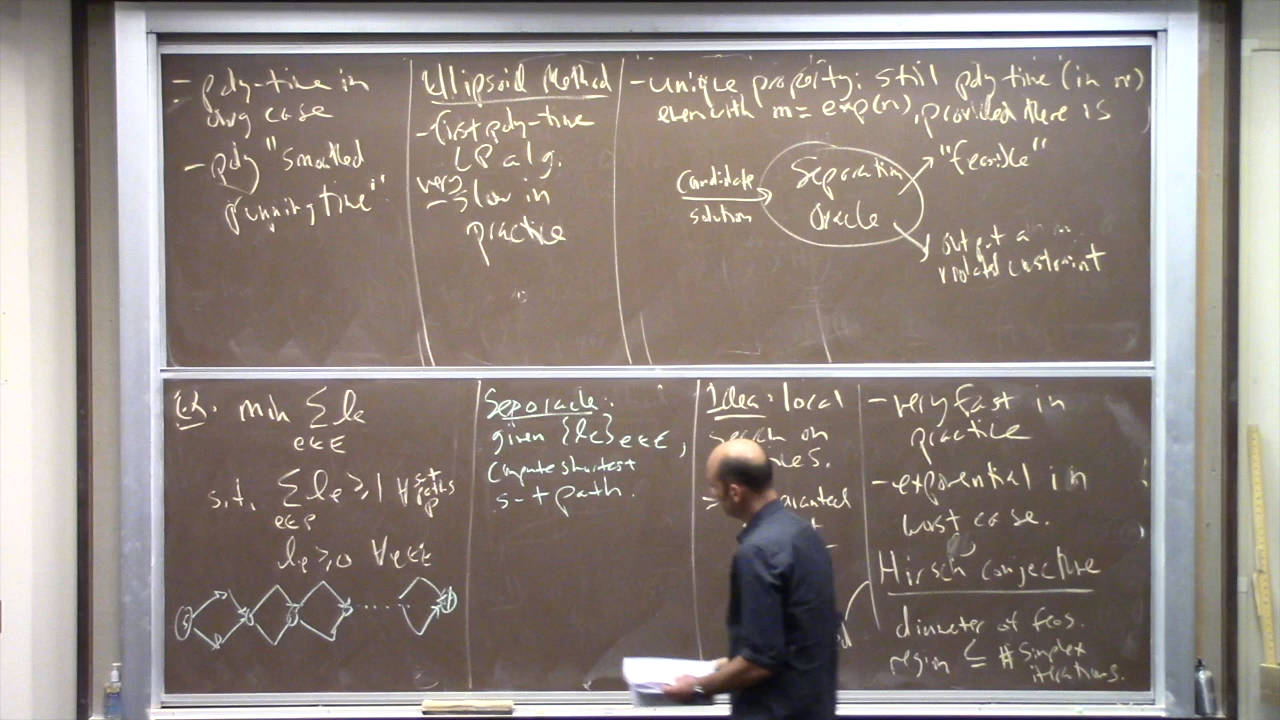 - poly-time in
avg case
- poly "smoothed
running time"
Ellipsoid Method
- first poly-time
LP alg.
very
- slow in
practice
- unique property: still poly time (in n)
even with m = exp(n), provided there is
candidate
solution
Separation
Oracle
"feasible"
output a
violated constraint
Ex. min ∑ le
e∈E
s.t. ∑ le ≥ 1 ∀ s-t paths P
e∈P
le ≥ 0 ∀ e∈E
s
t
Sep oracle:
given {le} e∈E,
compute shortest
s-t path.
Idea: local
search on
- very fast in
practice
- exponential in
worst case.
Hirsch conjecture
diameter of feas.
region ≤ # simplex
iterations.